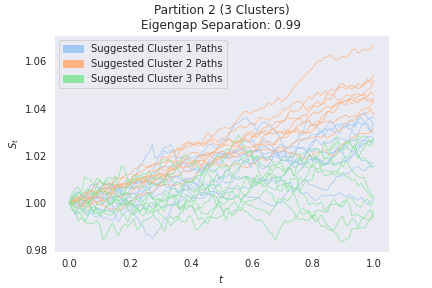 Partition 2 (3 Clusters)
Eigengap Separation: 0.99
Suggested Cluster 1 Paths
Suggested Cluster 2 Paths
Suggested Cluster 3 Paths
1.06
1.04
1.02
1.00
0.98
S_t
0.0 0.2 0.4 0.6 0.8 1.0
t